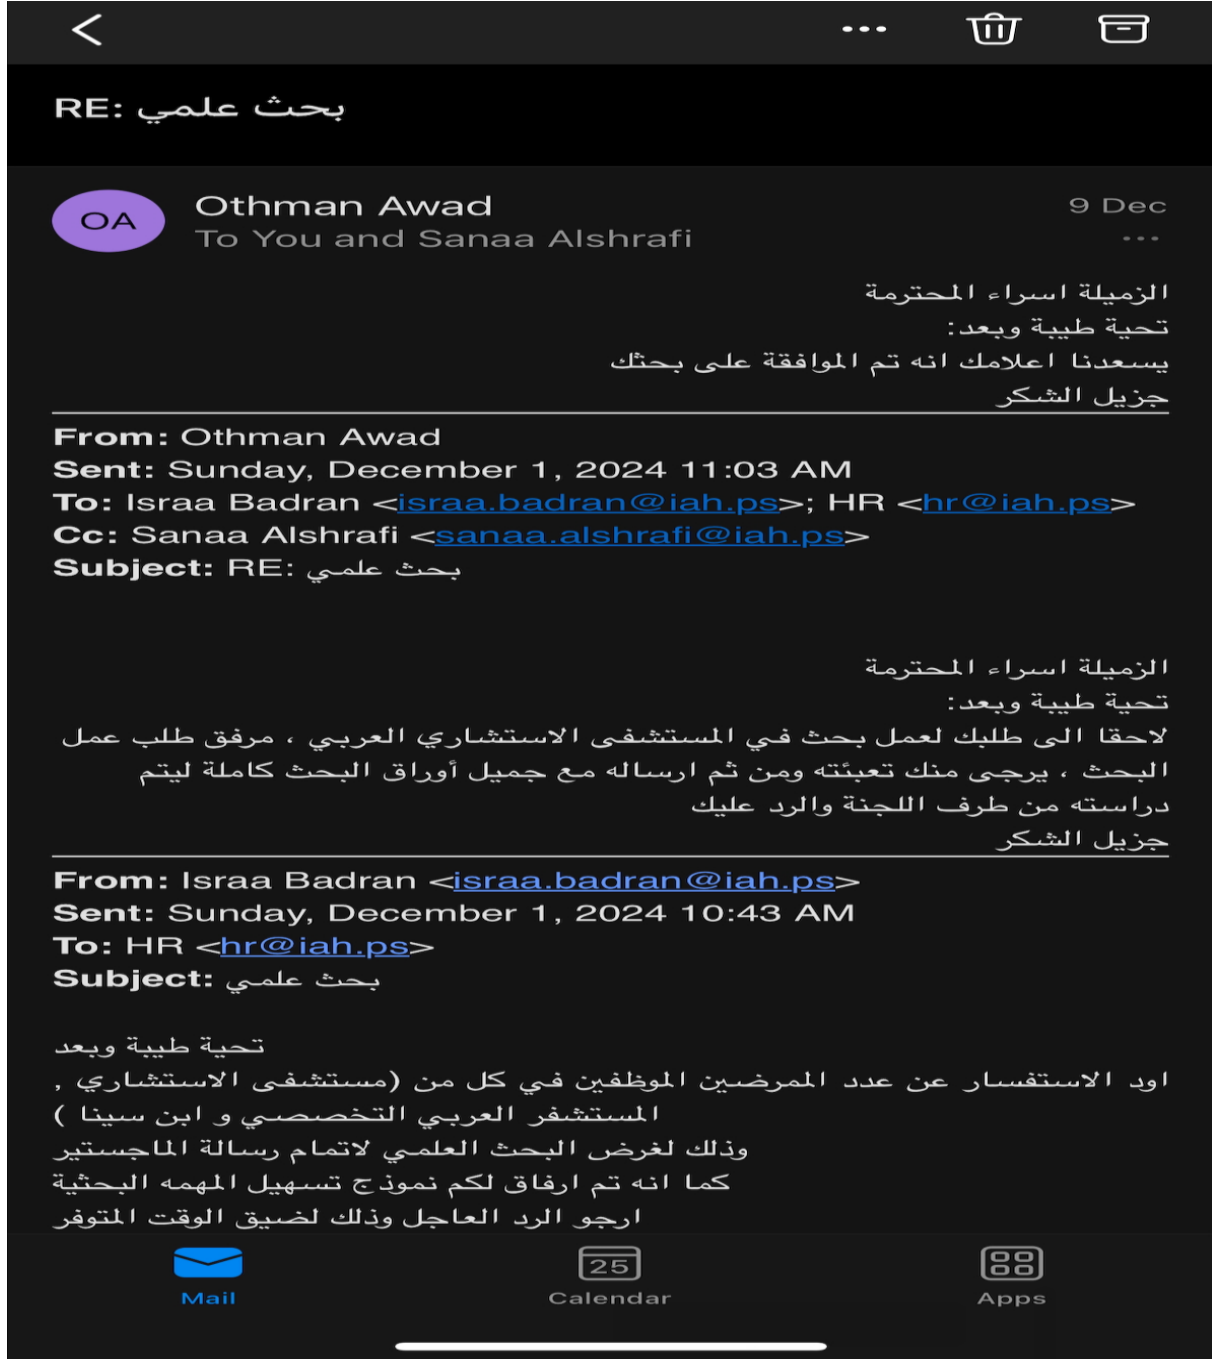 RE: بحث علمي
OA
Othman Awad
9 Dec
To You and Sanaa Alshrafi
الزميلة اسراء المحترمة
تحية طيبة وبعد:
يسعدنا اعلامك انه تم الموافقة على بحثك
جزيل الشكر
From: Othman Awad
Sent: Sunday, December 1, 2024 11:03 AM
To: Israa Badran <israa.badran@iah.ps>; HR <hr@iah.ps>
Cc: Sanaa Alshrafi <sanaa.alshrafi@iah.ps>
Subject: RE: بحث علمي
الزميلة اسراء المحترمة
تحية طيبة وبعد:
لاحقا الى طلبك لعمل بحث في المستشفى الاستشاري العربي ، مرفق طلب عمل
البحث ، يرجى منك تعبئته ومن ثم ارساله مع جميل أوراق البحث كاملة ليتم
دراسته من طرف اللجنة والرد عليك
جزيل الشكر
From: Israa Badran <israa.badran@iah.ps>
Sent: Sunday, December 1, 2024 10:43 AM
To: HR <hr@iah.ps>
Subject: بحث علمي
تحية طيبة وبعد
اود الاستفسار عن عدد الممرضين الموظفين في كل من (مستشفى الاستشاري ,
المستشفر العربي التخصصي و ابن سينا )
وذلك لغرض البحث العلمي لاتمام رسالة الماجستير
كما انه تم ارفاق لكم نموذج تسهيل المهمه البحثية
ارجو الرد العاجل وذلك لضيق الوقت المتوفر
25
Mail
Calendar
Apps